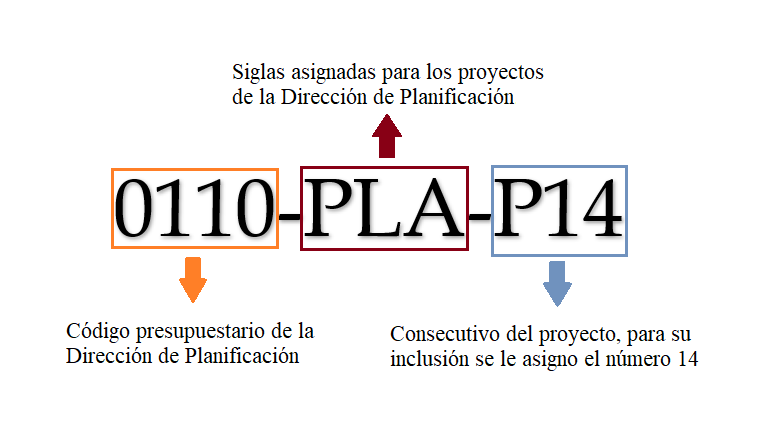 Siglas asignadas para los proyectos
de la Dirección de Planificación
0110-PLA-P14
Código presupuestario de la
Dirección de Planificación
Consecutivo del proyecto, para su
inclusión se le asigno el número 14